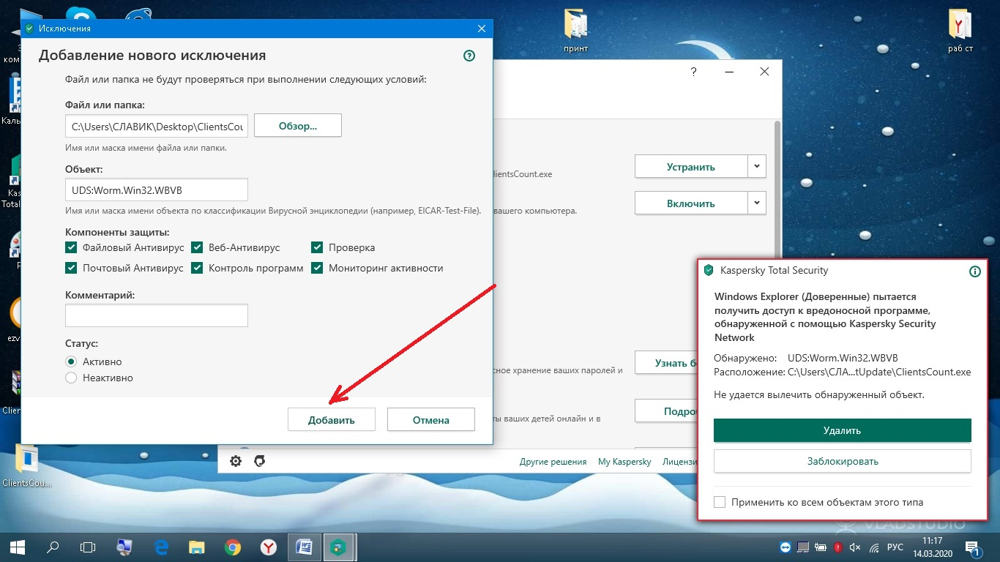 Исключения
Добавление нового исключения
Файл или папка не будут проверяться при выполнении следующих условий:
Файл или папка:
C:\Users\СЛАВИК\Desktop\ClientsCou
Обзор...
Имя или маска имени файла или папки.
Объект:
UDS:Worm.Win32.WBVB
Имя или маска имени объекта по классификации Вирусной энциклопедии (например, EICAR-Test-File).
Компоненты защиты:
Файловый Антивирус
Веб-Антивирус
Проверка
Почтовый Антивирус
Контроль программ
Мониторинг активности
Комментарий:
Статус:
Активно
Неактивно
Добавить
Отмена
принт
раб ст
?
lientsCount.exe
Устранить
вашего компьютера.
Включить
сное хранение ваших паролей и
Узнать бо
ты ваших детей онлайн и в
Подро
Другие решения
My Kaspersky
Лицензи
Kaspersky Total Security
Windows Explorer (Доверенные) пытается
получить доступ к вредоносной программе,
обнаруженной с помощью Kaspersky Security
Network
Обнаружено: UDS:Worm.Win32.WBVB
Расположение: C:\Users\СЛА...tUpdate\ClientsCount.exe
Не удается вылечить обнаруженный объект.
Удалить
Заблокировать
Применить ко всем объектам этого типа
VLADSTUDIO
ком
Каль
Kas
Total
ezv
Clien
ClientsCou...
РУС
11:17
14.03.2020
1